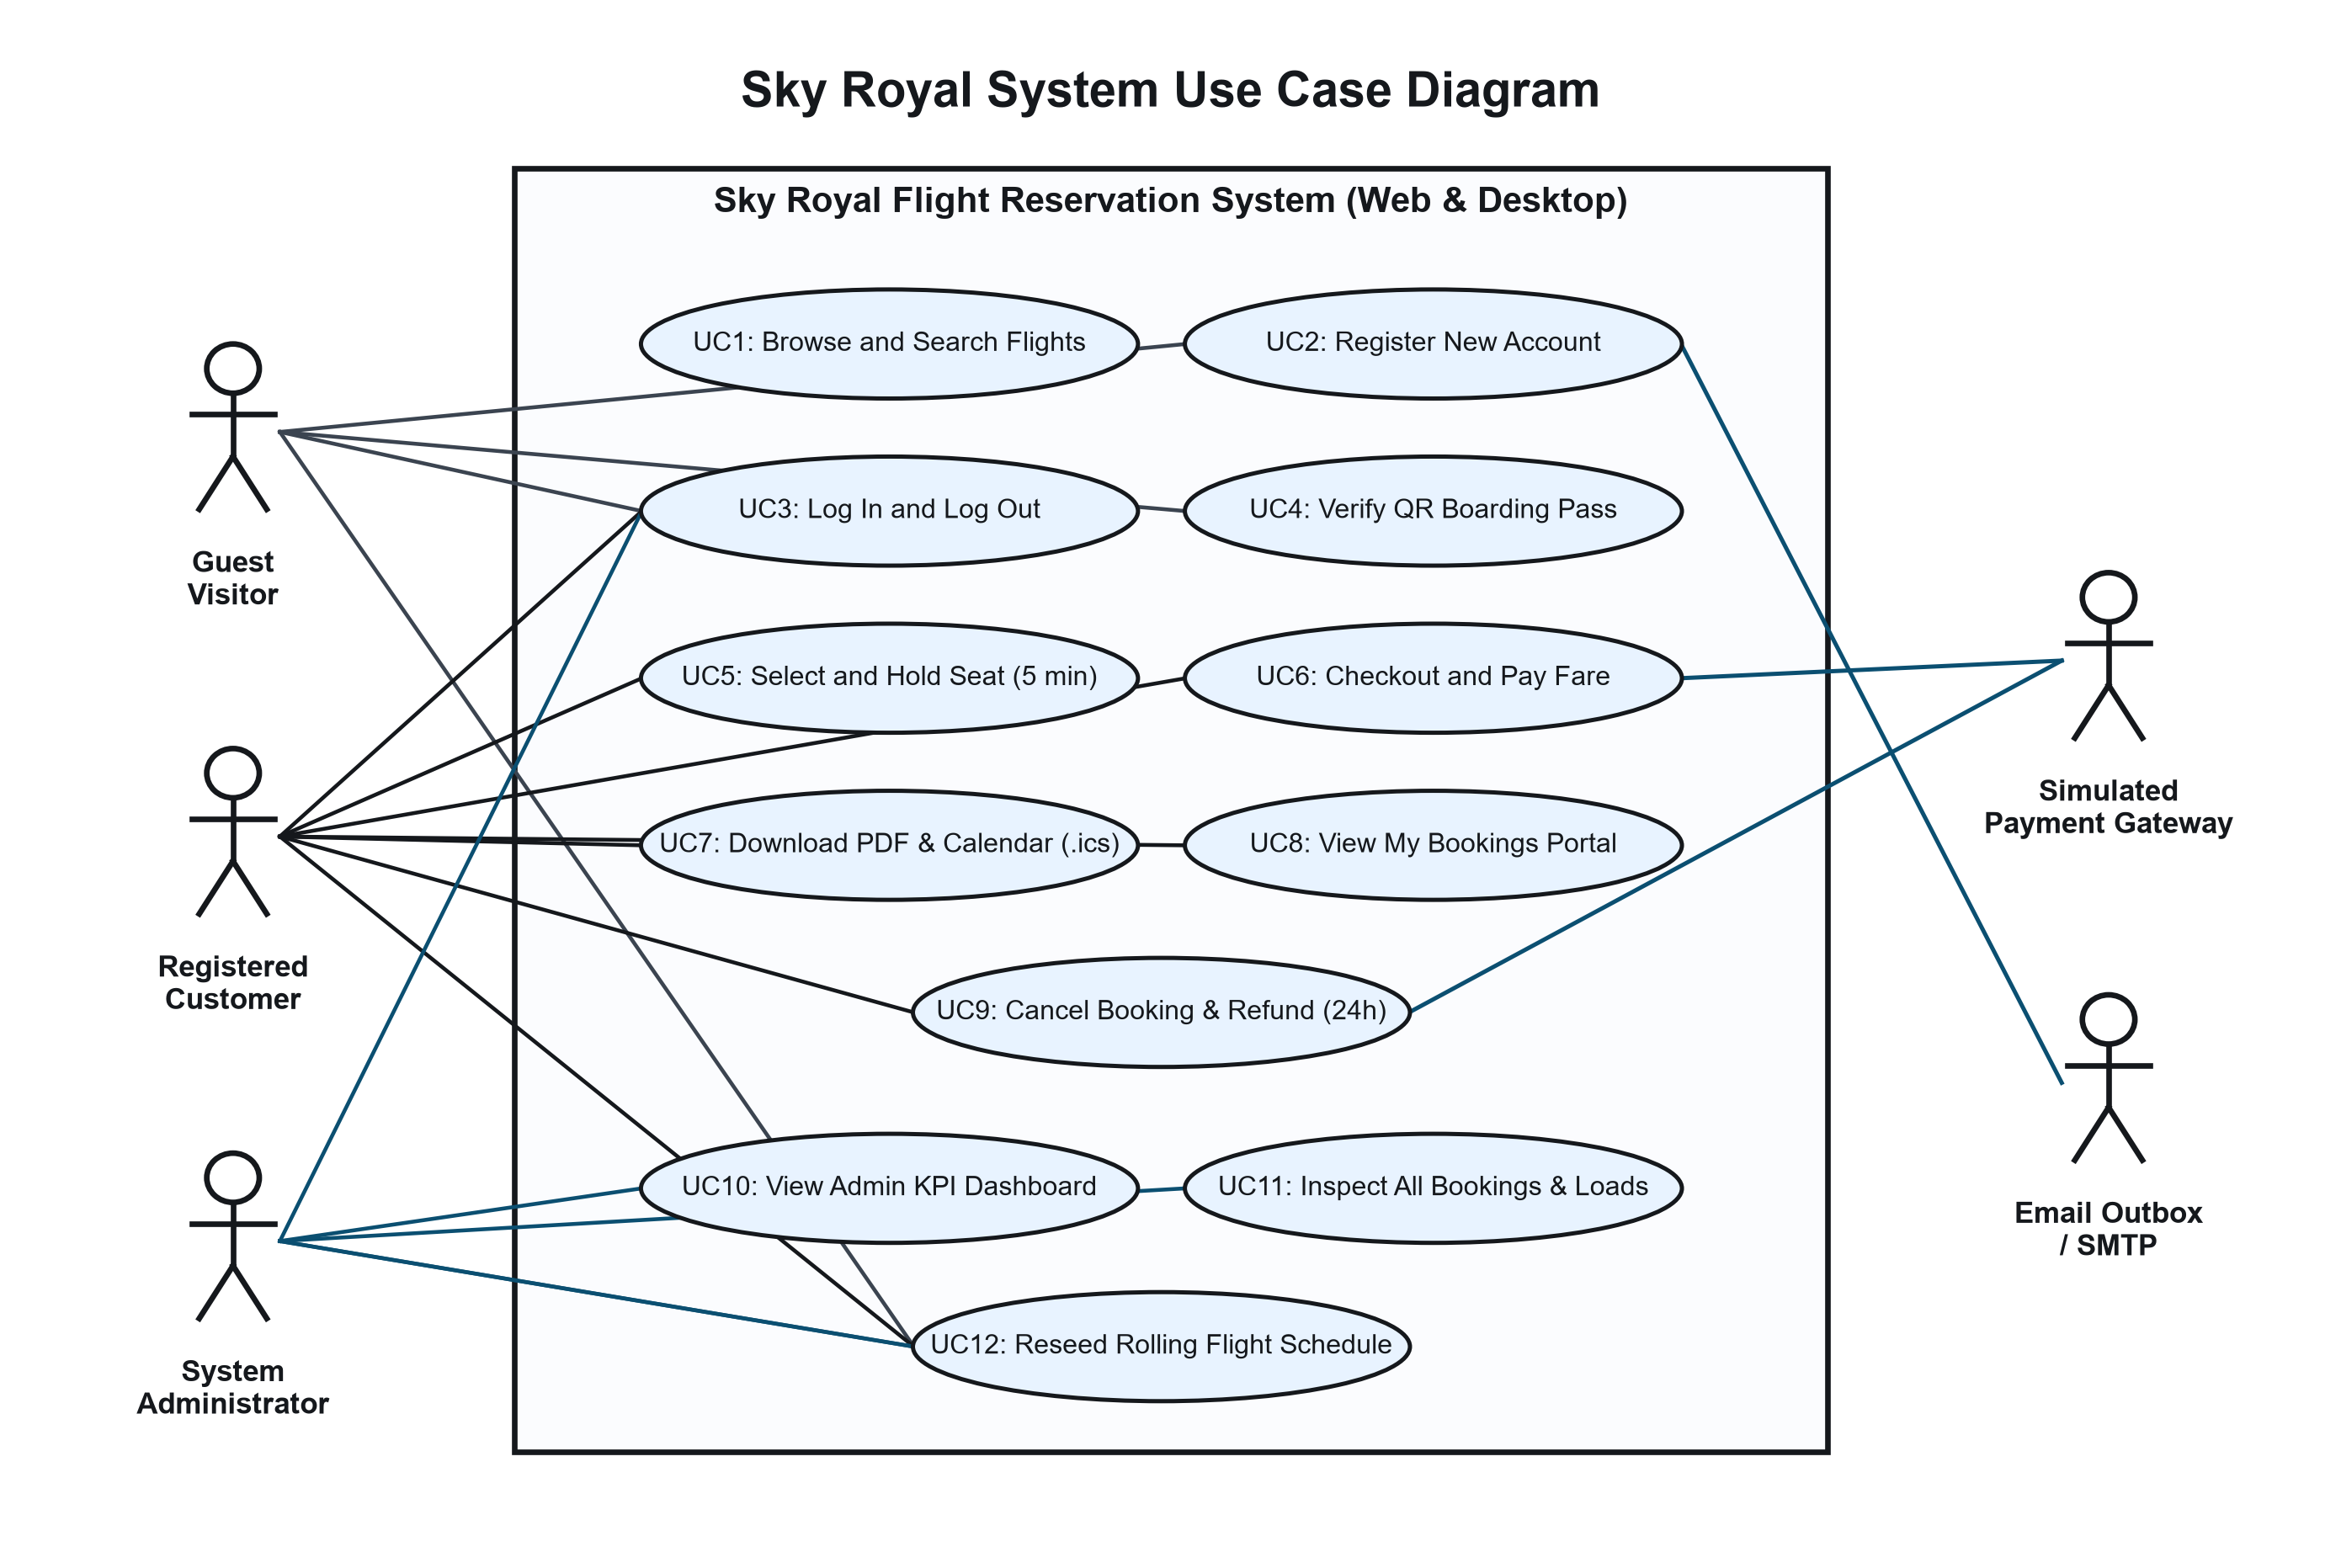 Sky Royal System Use Case Diagram
Sky Royal Flight Reservation System (Web & Desktop)
UC1: Browse and Search Flights
UC2: Register New Account
UC3: Log In and Log Out
UC4: Verify QR Boarding Pass
Guest
Visitor
UC5: Select and Hold Seat (5 min)
UC6: Checkout and Pay Fare
Simulated
Payment Gateway
UC7: Download PDF & Calendar (.ics)
UC8: View My Bookings Portal
Registered
Customer
UC9: Cancel Booking & Refund (24h)
UC10: View Admin KPI Dashboard
UC11: Inspect All Bookings & Loads
Email Outbox
/ SMTP
UC12: Reseed Rolling Flight Schedule
System
Administrator